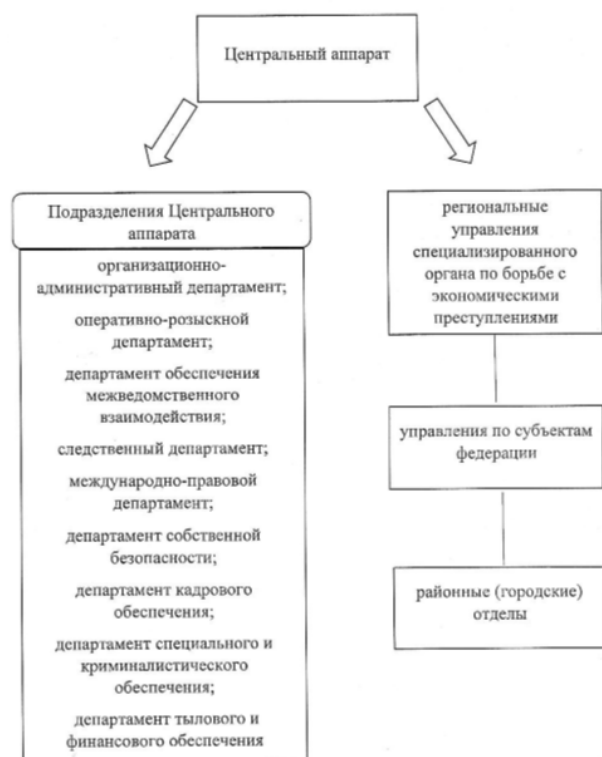 Центральный аппарат
Подразделения Центрального
аппарата
организационно-
административный департамент;
оперативно-розыскной
департамент;
департамент обеспечения
межведомственного
взаимодействия;
следственный департамент;
международно-правовой
департамент;
департамент собственной
безопасности;
департамент кадрового
обеспечения;
департамент специального и
криминалистического
обеспечения;
департамент тылового и
финансового обеспечения
региональные
управления
специализированного
органа по борьбе с
экономическими
преступлениями
управления по субъектам
федерации
районные (городские)
отделы